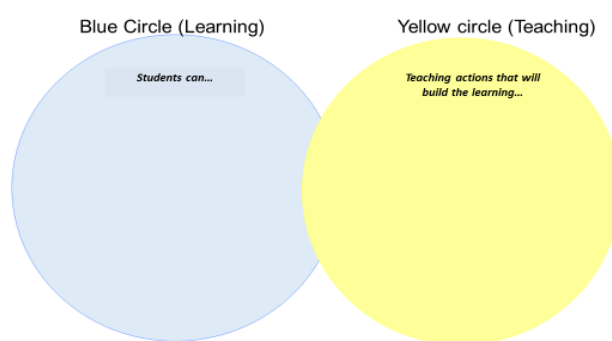 Blue Circle (Learning)
Yellow circle (Teaching)
Students can...
Teaching actions that will
build the learning...